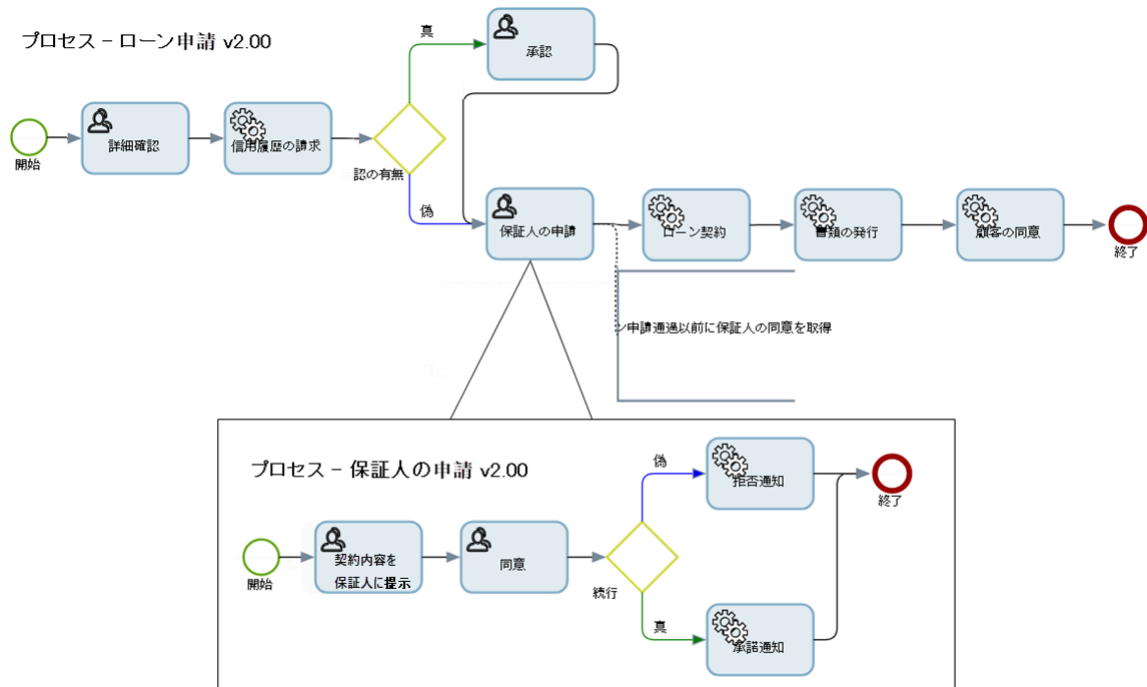 プロセス – ローン申請 v2.00
真
承認
開始
詳細確認
信用履歴の請求
認の有無
偽
保証人の申請
ローン契約
書類の発行
顧客の同意
終了
ン申請通過以前に保証人の同意を取得
プロセス – 保証人の申請 v2.00
偽
拒否通知
終了
開始
契約内容を
保証人に提示
同意
続行
真
承諾通知